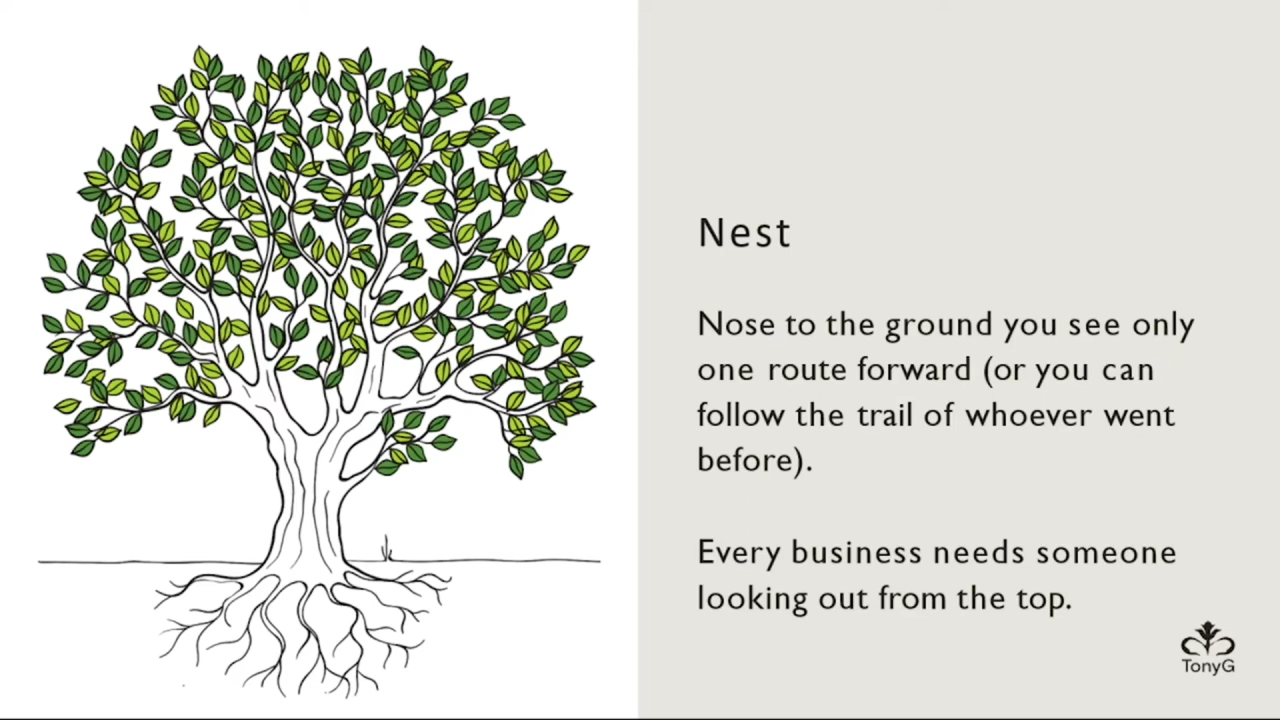 Nest
Nose to the ground you see only
one route forward (or you can
follow the trail of whoever went
before).
Every business needs someone
looking out from the top.
TonyG